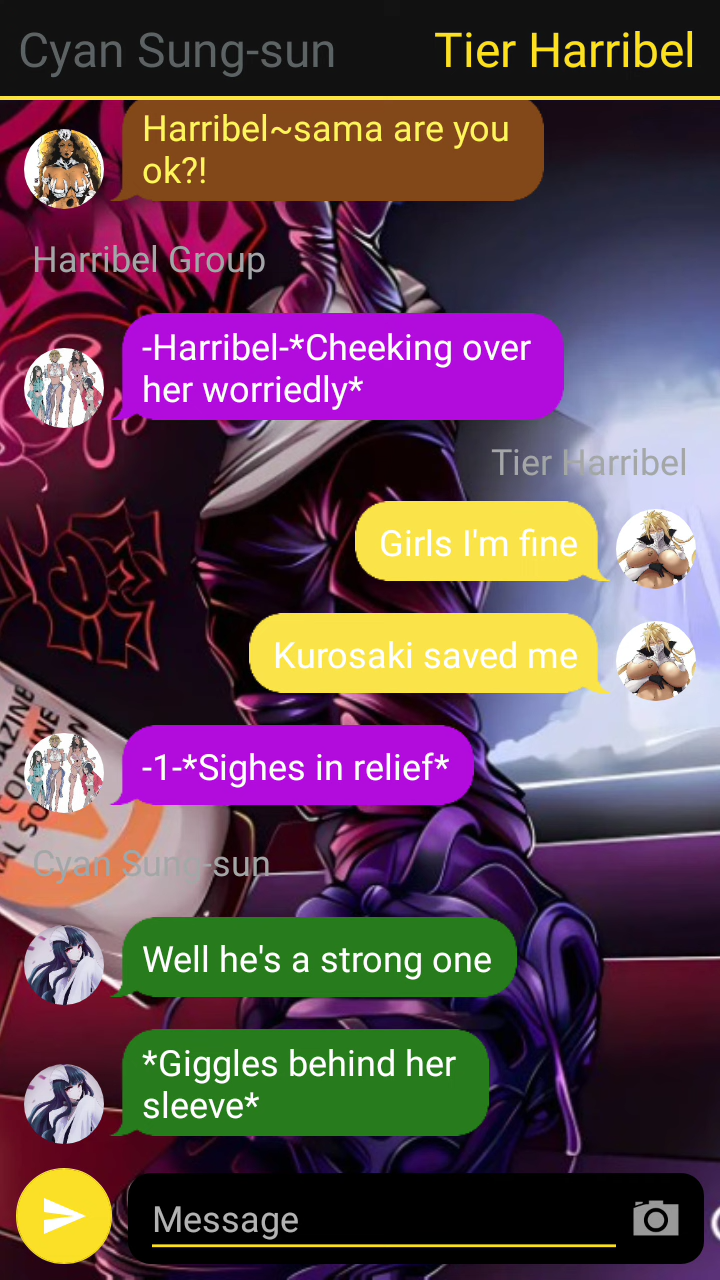 Cyan Sung-sun
Tier Harribel
Harribel~sama are you
ok?!
Harribel Group
-Harribel-*Cheeking over
her worriedly*
Tier Harribel
Girls I'm fine
Kurosaki saved me
-1-*Sighes in relief*
Cyan Sung-sun
Well he's a strong one
*Giggles behind her
sleeve*
Message